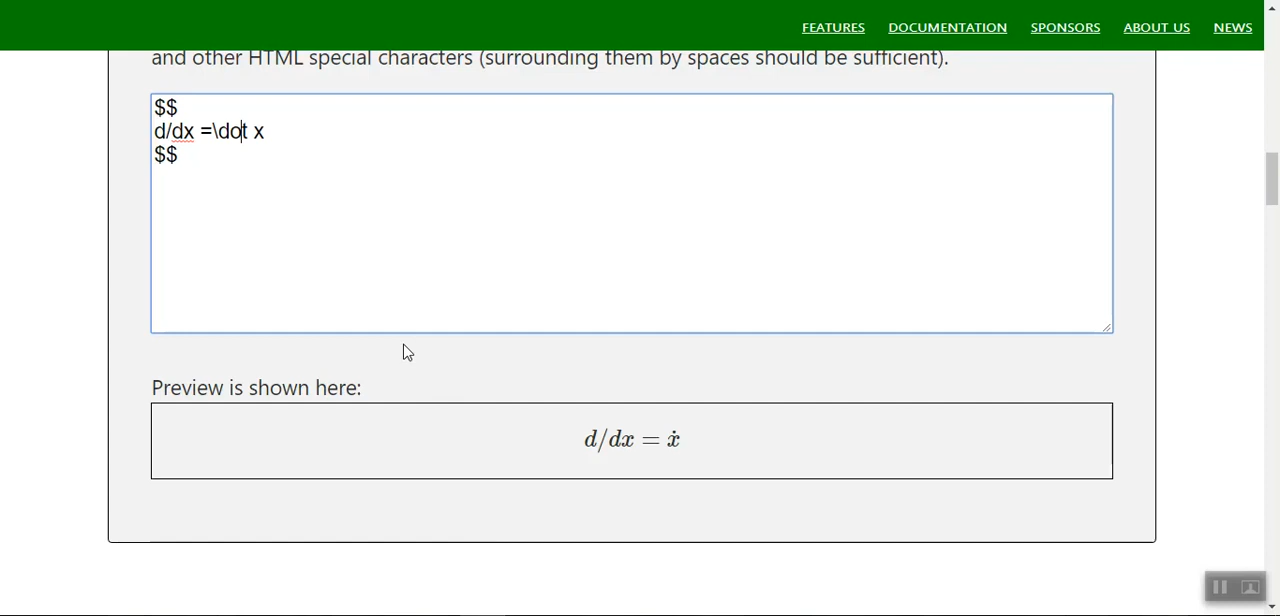 FEATURES DOCUMENTATION SPONSORS ABOUT US NEWS
and other HTML special characters (surrounding them by spaces should be sufficient).
$$
d/dx =\dot x
$$
Preview is shown here:
d/dx = ẋ